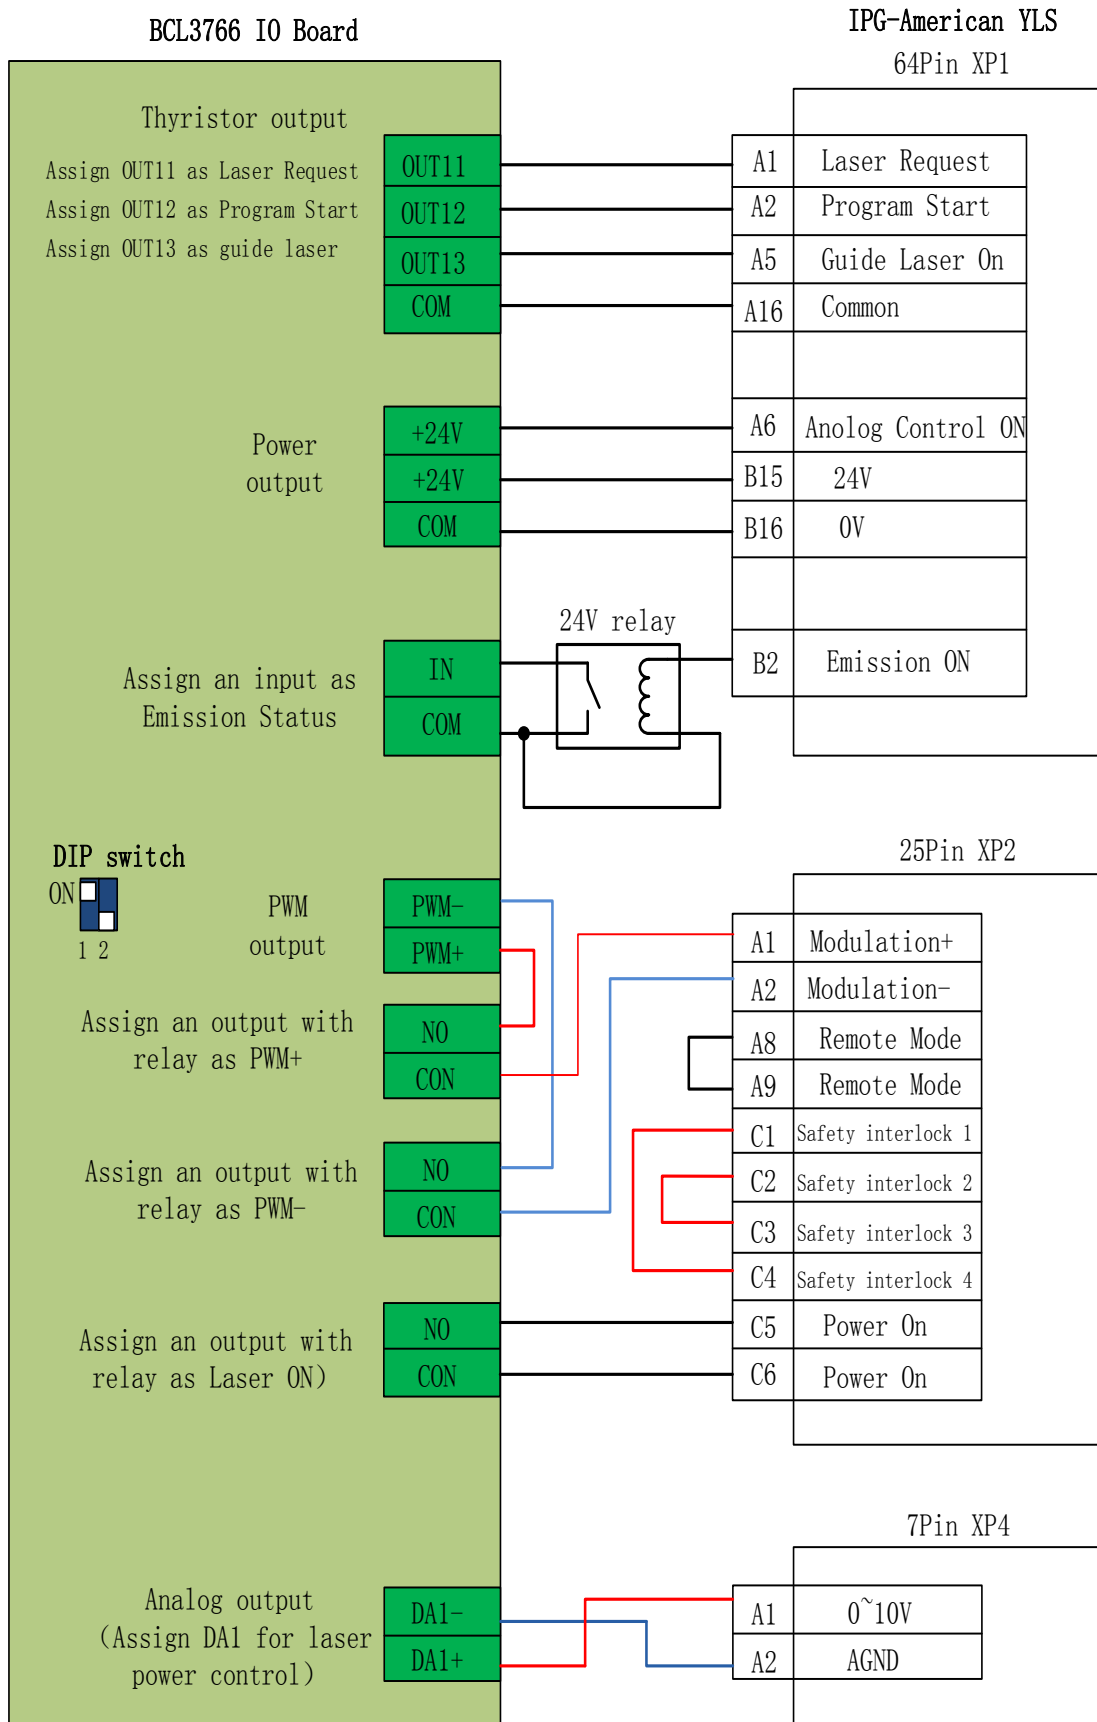 BCL3766 IO Board
IPG-American YLS
64Pin XP1
Thyristor output
Assign OUT11 as Laser Request
Assign OUT12 as Program Start
Assign OUT13 as guide laser
OUT11
OUT12
OUT13
COM
A1 Laser Request
A2 Program Start
A5 Guide Laser On
A16 Common
Power
output
+24V
+24V
COM
A6 Anolog Control ON
B15 24V
B16 0V
24V relay
Assign an input as
Emission Status
IN
COM
B2 Emission ON
DIP switch
ON
1 2
PWM
output
PWM-
PWM+
Assign an output with
relay as PWM+
NO
CON
Assign an output with
relay as PWM-
NO
CON
Assign an output with
relay as Laser ON)
NO
CON
25Pin XP2
A1 Modulation+
A2 Modulation-
A8 Remote Mode
A9 Remote Mode
C1 Safety interlock 1
C2 Safety interlock 2
C3 Safety interlock 3
C4 Safety interlock 4
C5 Power On
C6 Power On
7Pin XP4
Analog output
(Assign DA1 for laser
power control)
DA1-
DA1+
A1 0~10V
A2 AGND